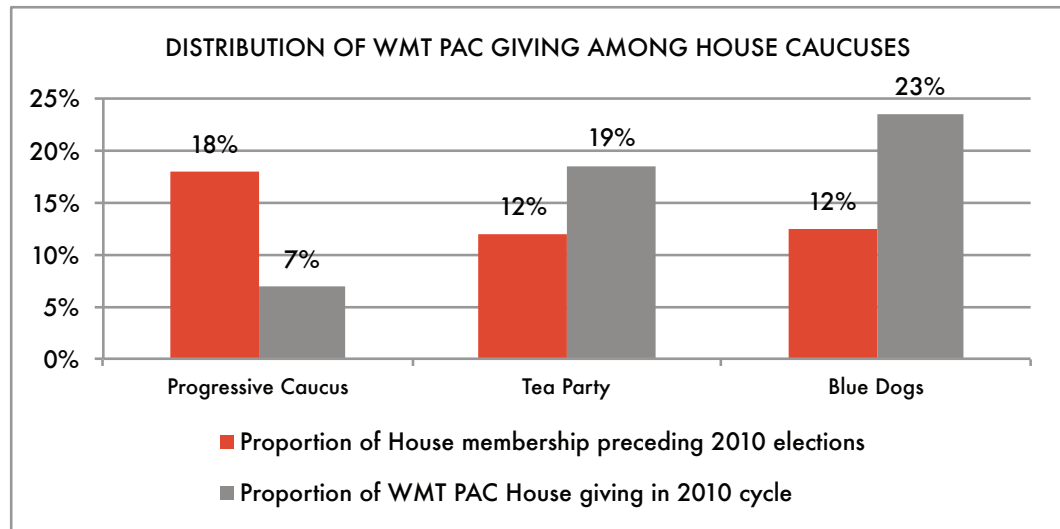 DISTRIBUTION OF WMT PAC GIVING AMONG HOUSE CAUCUSES
25%
20%
15%
10%
5%
0%
18%
7%
12%
19%
12%
23%
Progressive Caucus
Tea Party
Blue Dogs
Proportion of House membership preceding 2010 elections
Proportion of WMT PAC House giving in 2010 cycle